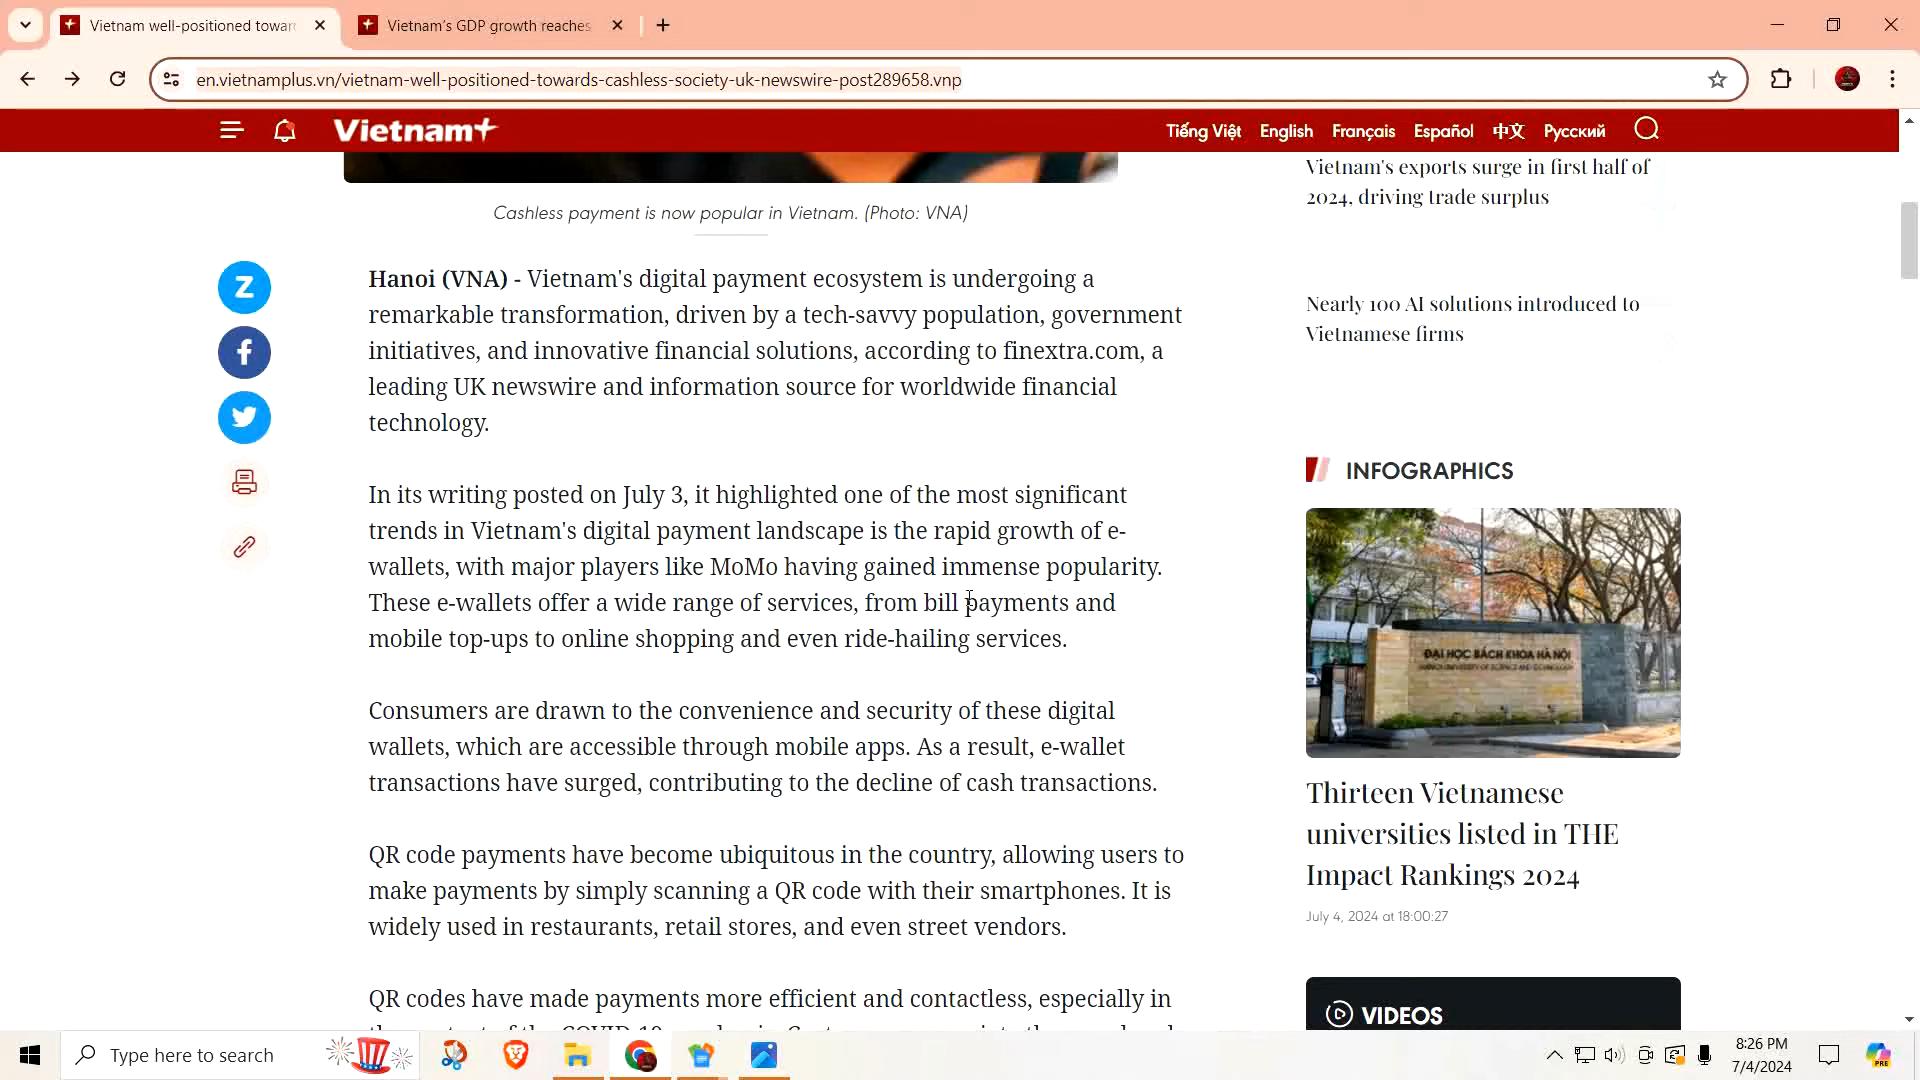 Vietnam well-positioned towar
Vietnam's GDP growth reaches
en.vietnamplus.vn/vietnam-well-positioned-towards-cashless-society-uk-newswire-post289658.vnp
Vietnam+
Tiếng Việt English Français Español 中文 Русский
Cashless payment is now popular in Vietnam. (Photo: VNA)
Z
f
Hanoi (VNA) - Vietnam's digital payment ecosystem is undergoing a
remarkable transformation, driven by a tech-savvy population, government
initiatives, and innovative financial solutions, according to finextra.com, a
leading UK newswire and information source for worldwide financial
technology.
In its writing posted on July 3, it highlighted one of the most significant
trends in Vietnam's digital payment landscape is the rapid growth of e-
wallets, with major players like MoMo having gained immense popularity.
These e-wallets offer a wide range of services, from bill payments and
mobile top-ups to online shopping and even ride-hailing services.
Consumers are drawn to the convenience and security of these digital
wallets, which are accessible through mobile apps. As a result, e-wallet
transactions have surged, contributing to the decline of cash transactions.
QR code payments have become ubiquitous in the country, allowing users to
make payments by simply scanning a QR code with their smartphones. It is
widely used in restaurants, retail stores, and even street vendors.
QR codes have made payments more efficient and contactless, especially in
Vietnam's exports surge in first half of
2024, driving trade surplus
Nearly 100 AI solutions introduced to
Vietnamese firms
INFOGRAPHICS
ĐẠI HỌC BÁCH KHOA HÀ NỘI
HANOI UNIVERSITY OF SCIENCE AND TECHNOLOGY
Thirteen Vietnamese
universities listed in THE
Impact Rankings 2024
July 4, 2024 at 18:00:27
VIDEOS
Type here to search
8:26 PM
7/4/2024
PRE